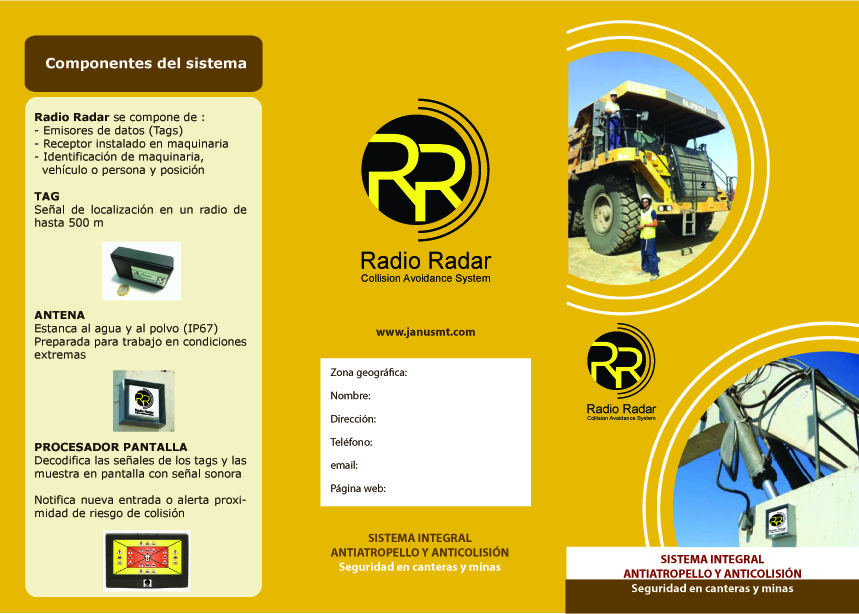 Componentes del sistema
Radio Radar se compone de :
- Emisores de datos (Tags)
- Receptor instalado en maquinaria
- Identificación de maquinaria,
vehículo o persona y posición
TAG
Señal de localización en un radio de
hasta 500 m
ANTENA
Estanca al agua y al polvo (IP67)
Preparada para trabajo en condiciones
extremas
RR
Radio Radar
PROCESADOR PANTALLA
Decodifica las señales de los tags y las
muestra en pantalla con señal sonora
Notifica nueva entrada o alerta proxi-
midad de riesgo de colisión
RR
Radio Radar
Collision Avoidance System
www.janusmt.com
Zona geográfica:
Nombre:
Dirección:
Teléfono:
email:
Página web:
SISTEMA INTEGRAL
ANTIATROPELLO Y ANTICOLISIÓN
Seguridad en canteras y minas
RR
Radio Radar
Collision Avoidance System
RR
SISTEMA INTEGRAL
ANTIATROPELLO Y ANTICOLISIÓN
Seguridad en canteras y minas